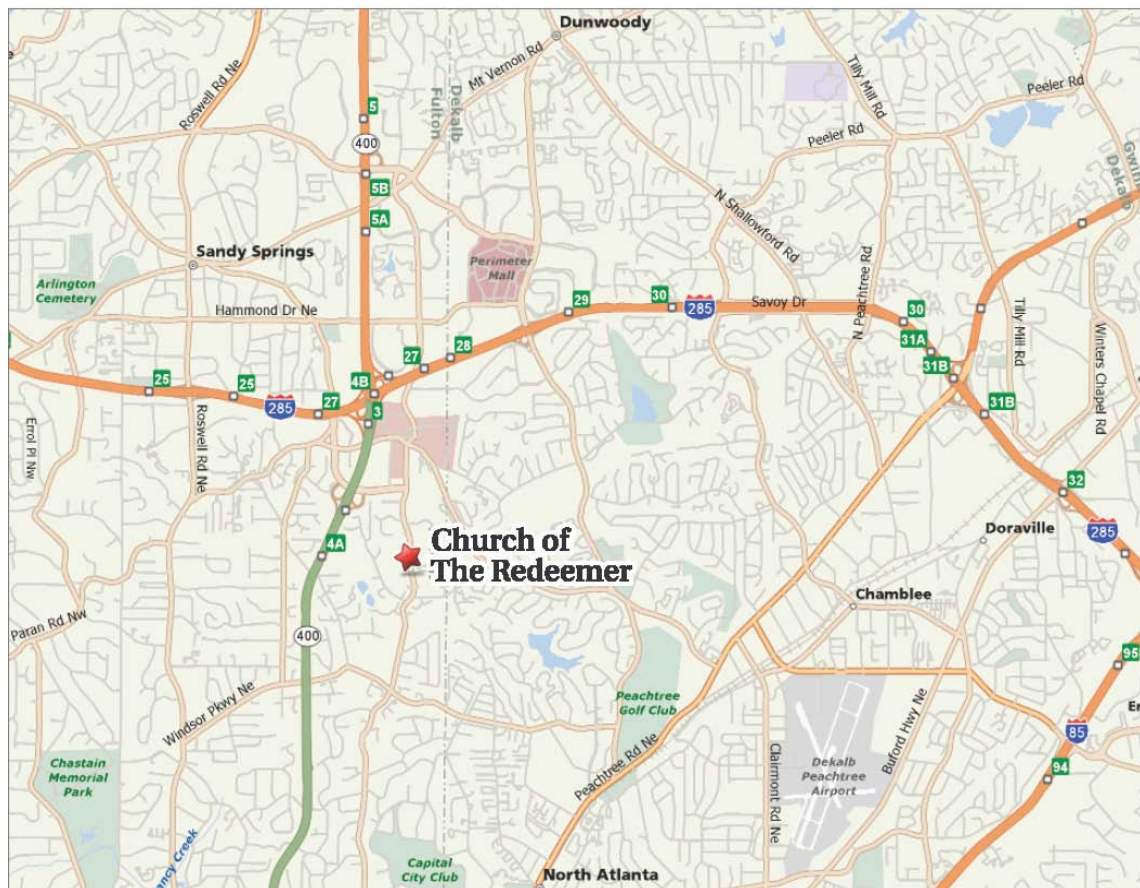 Dunwoody
Mt Vernon Rd
Roswell Rd Ne
Dekalb
Fulton
5
400
Tilly Mill Rd
Peeler Rd
Peeler Rd
Dekalb
5B
5A
N Shallowford Rd
Sandy Springs
Perimeter
Mall
Arlington
Cemetery
Hammond Dr Ne
29
30
285
Savoy Dr
N Peachtree Rd
30
31A
31B
Tilly Mill Rd
Winters Chapel Rd
28
27
4B
25
25
285
27
3
31B
Errol Pl Nw
Roswell Rd Ne
32
Doraville
285
4A
Church of
The Redeemer
Chamblee
400
Paran Rd Nw
95
Windsor Pkwy Ne
Peachtree
Golf Club
85
Chastain
Memorial
Park
Peachtree Rd Ne
Clairmont Rd Ne
Dekalb
Peachtree
Airport
Buford Hwy Ne
94
Capital
City Club
North Atlanta